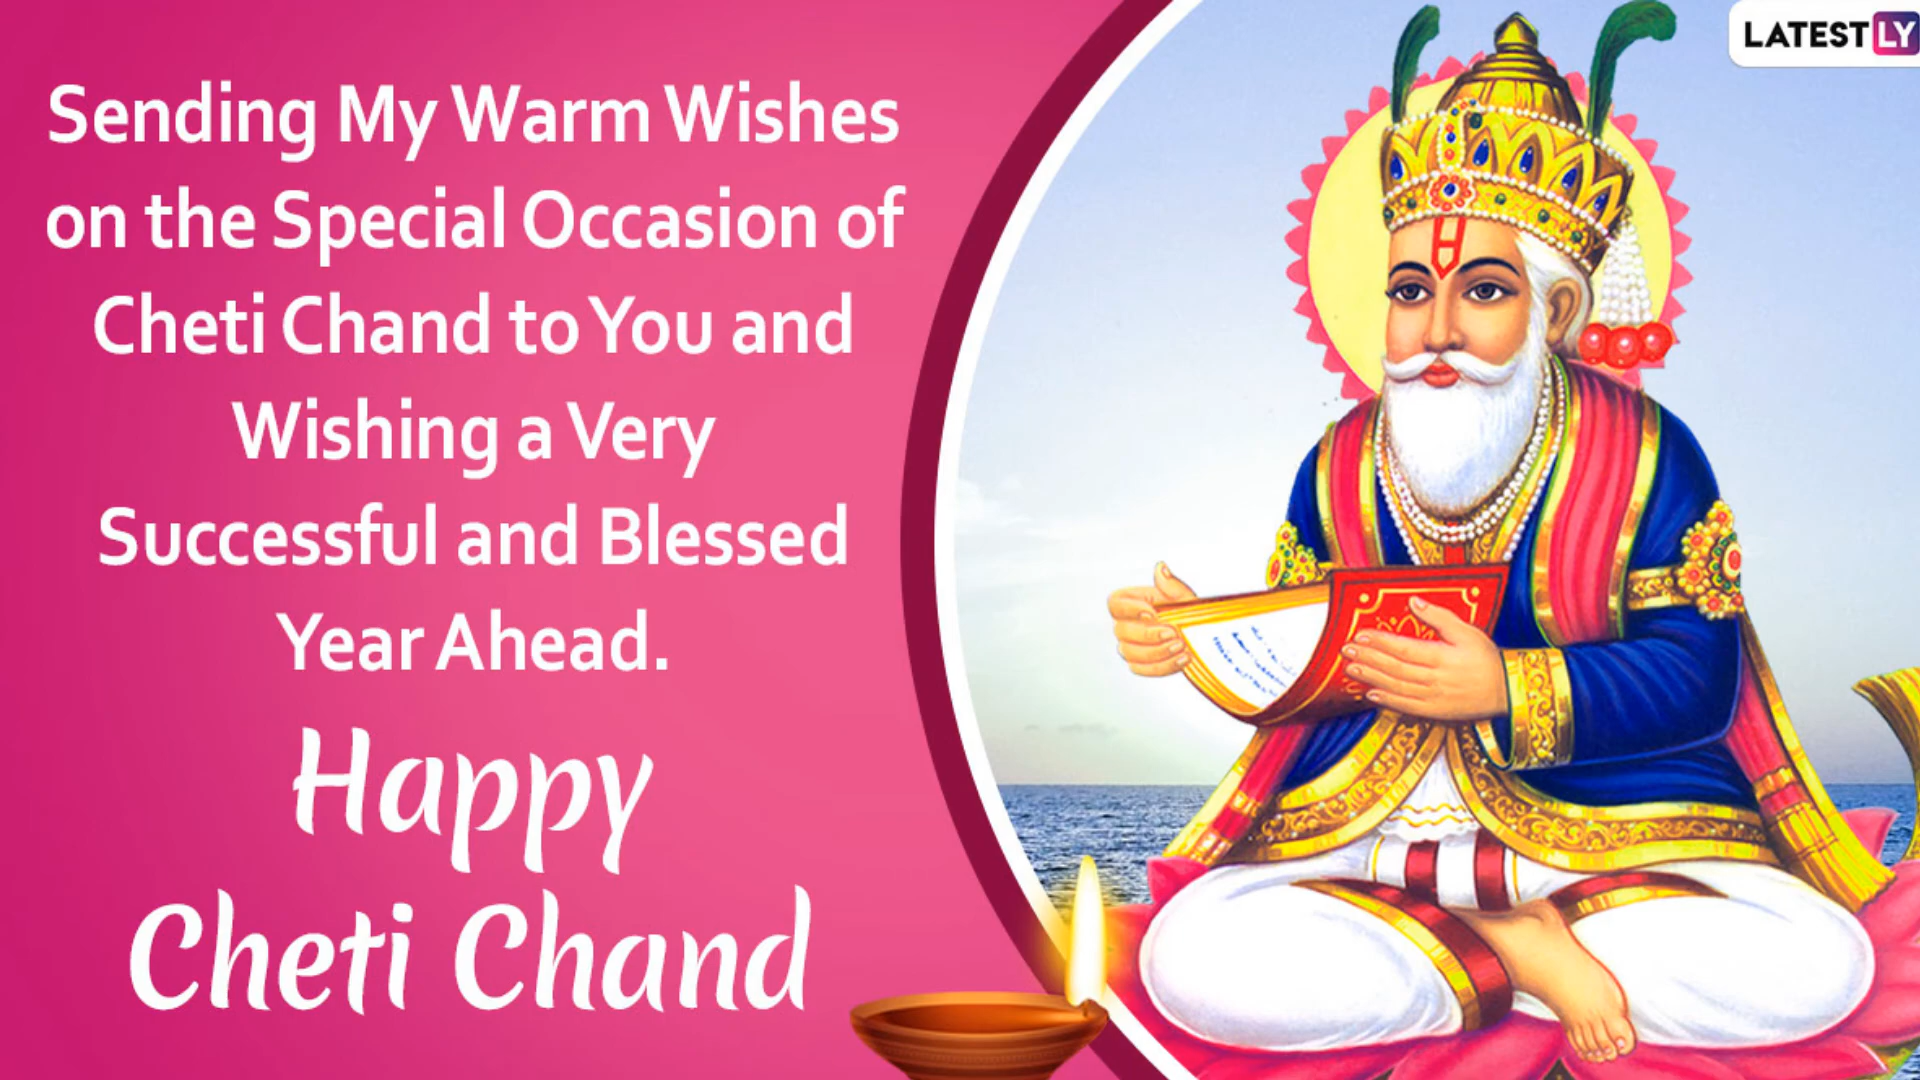 Sending My Warm Wishes
on the Special Occasion of
Cheti Chand to You and
Wishing a Very
Successful and Blessed
Year Ahead.
Happy
Cheti Chand
LATESTLY